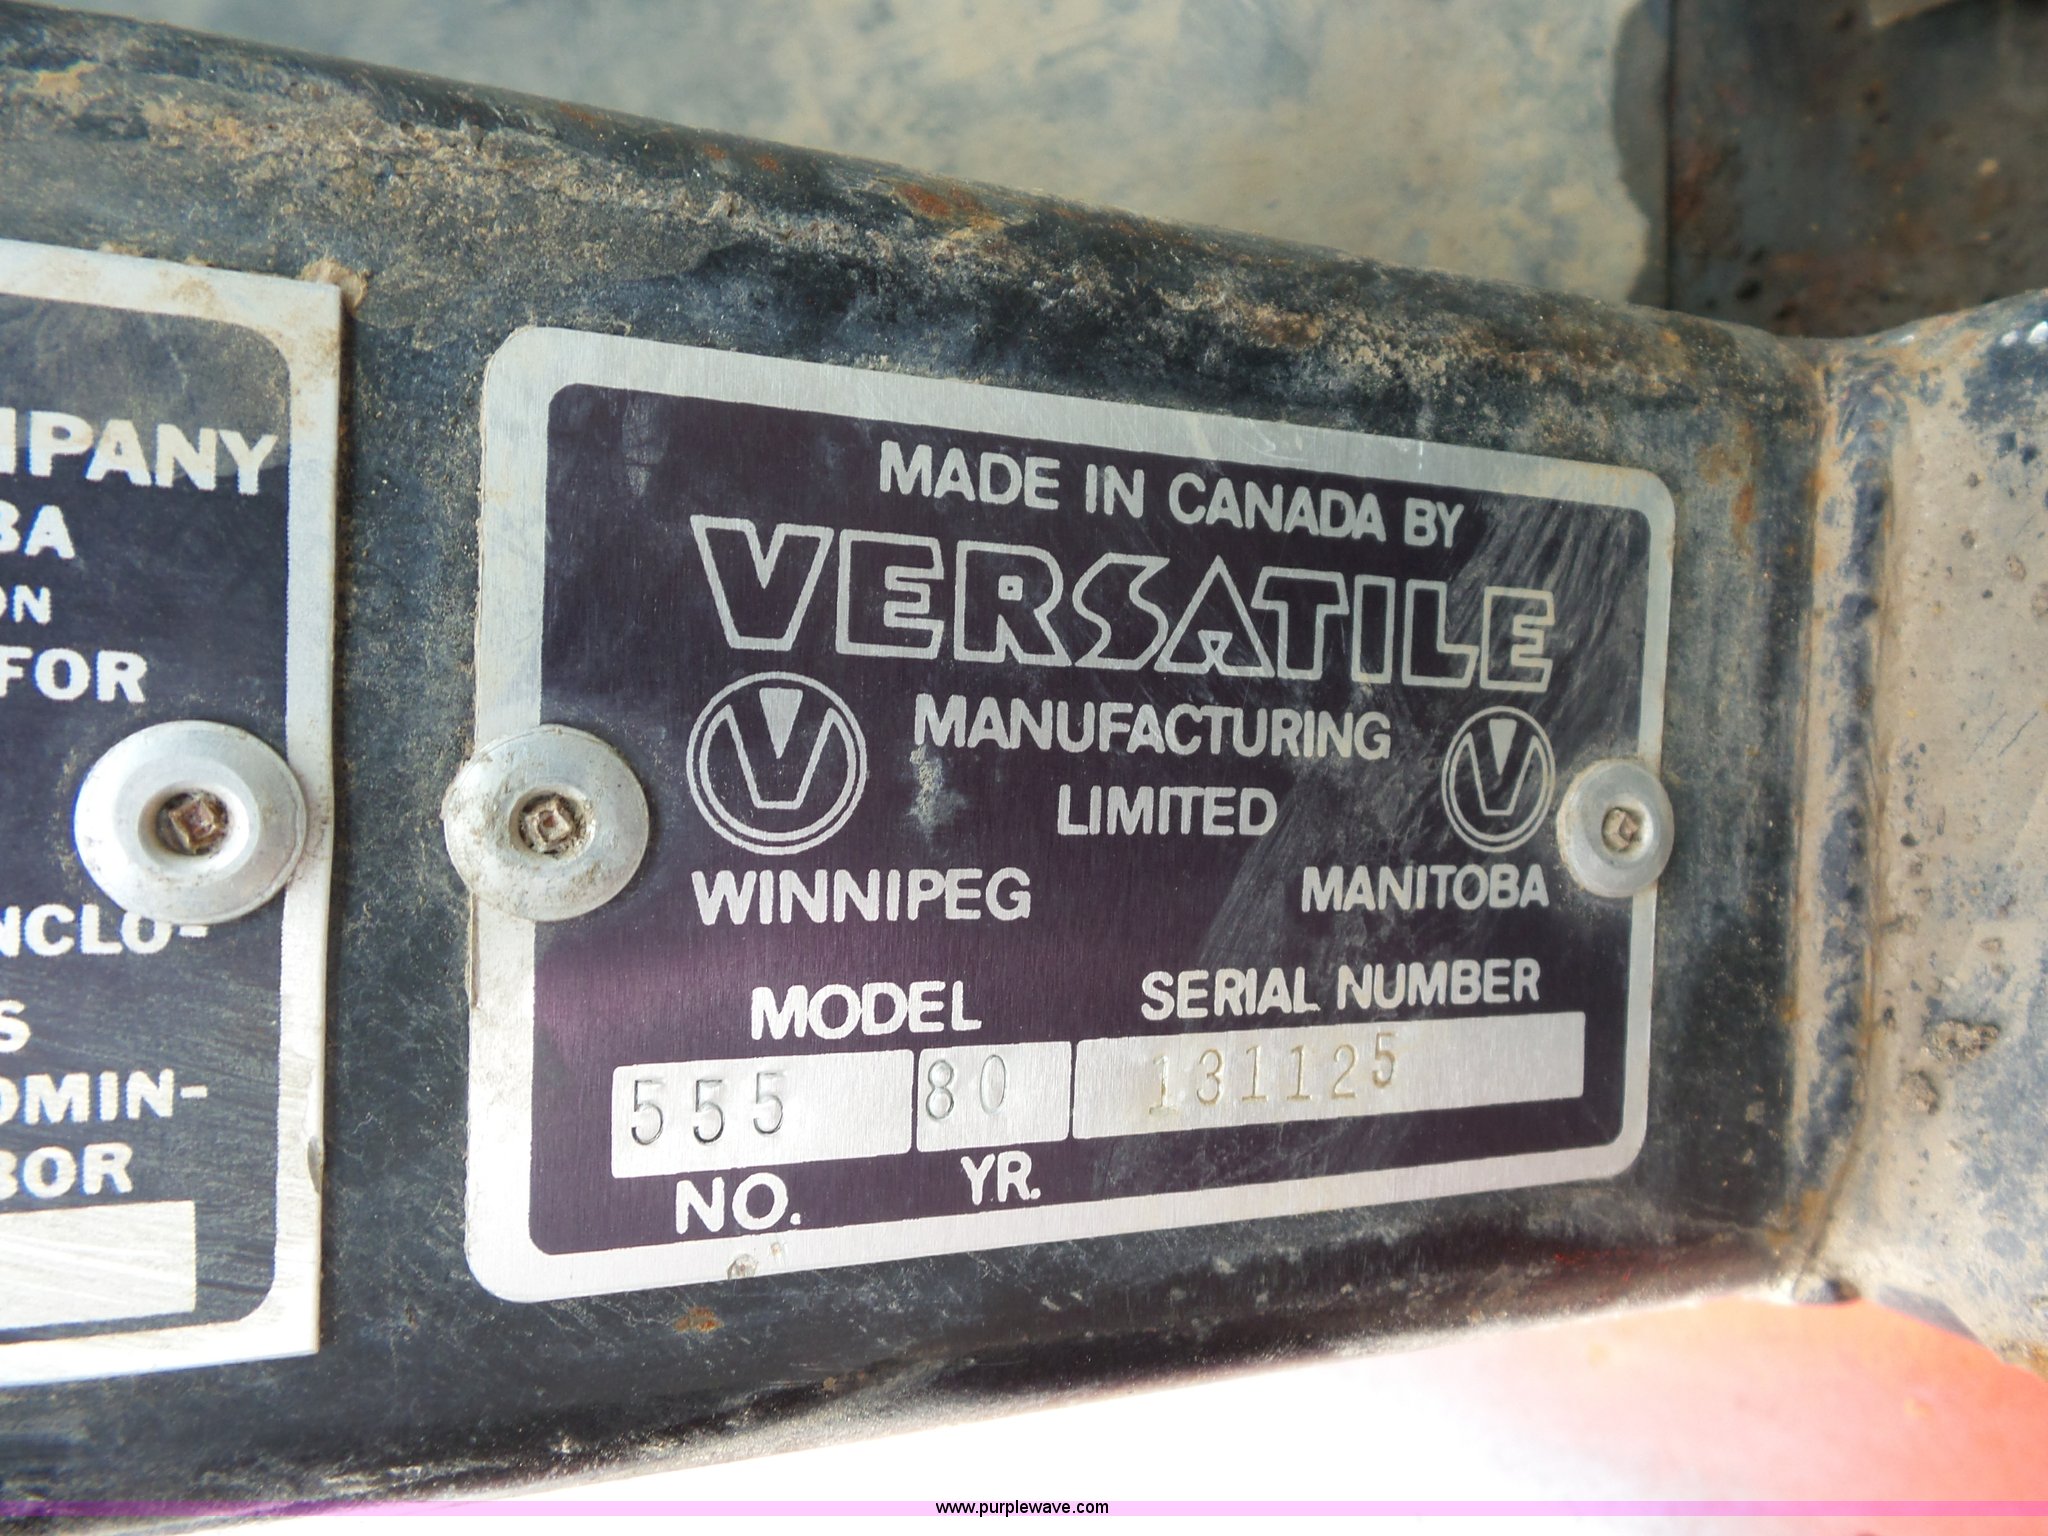 MPANY
BA
ON
FOR
NCLO-
S
OMIN-
BOR
MADE IN CANADA BY
VERSATILE
MANUFACTURING
LIMITED
WINNIPEG MANITOBA
MODEL SERIAL NUMBER
555 80 131125
NO. YR.
www.purplewave.com